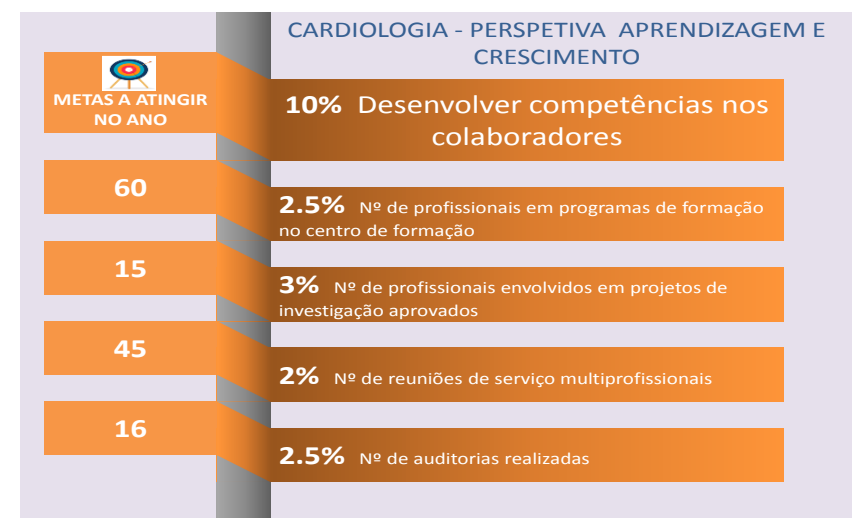 CARDIOLOGIA - PERSPETIVA APRENDIZAGEM E
CRESCIMENTO
METAS A ATINGIR
NO ANO
10% Desenvolver competências nos
colaboradores
60
2.5% Nº de profissionais em programas de formação
no centro de formação
15
3% Nº de profissionais envolvidos em projetos de
investigação aprovados
45
2% Nº de reuniões de serviço multiprofissionais
16
2.5% Nº de auditorias realizadas